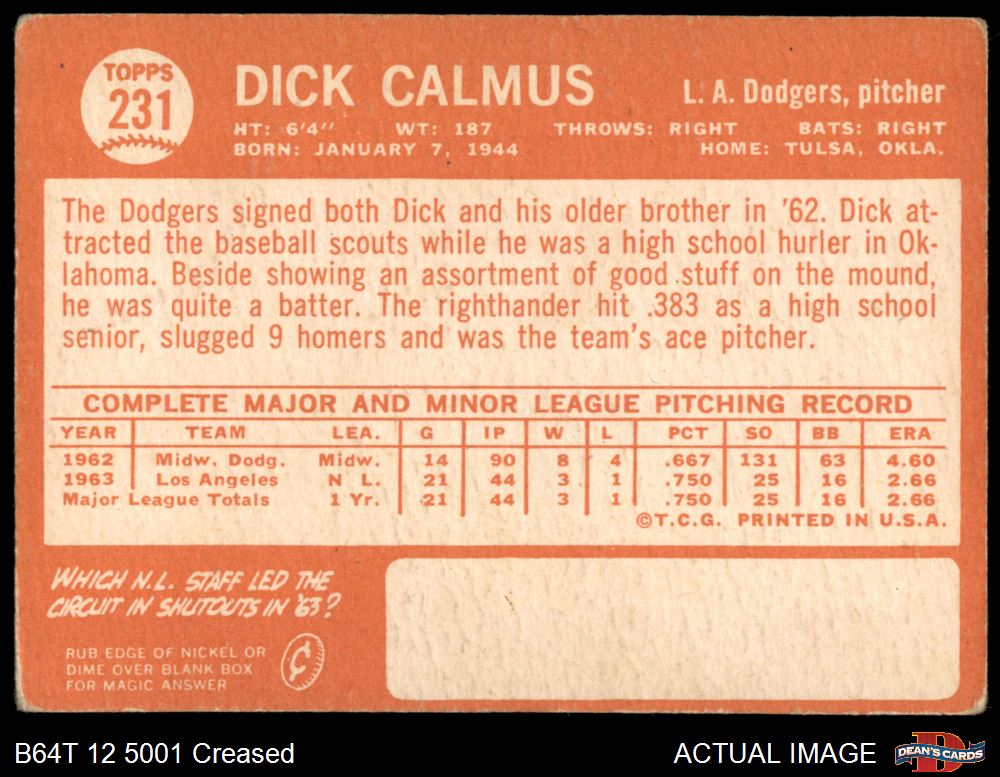 TOPPS
231
DICK CALMUS
L. A. Dodgers, pitcher
HT: 6'4" WT: 187 THROWS: RIGHT BATS: RIGHT
BORN: JANUARY 7, 1944 HOME: TULSA, OKLA.
The Dodgers signed both Dick and his older brother in '62. Dick at-
tracted the baseball scouts while he was a high school hurler in Ok-
lahoma. Beside showing an assortment of good stuff on the mound,
he was quite a batter. The righthander hit .383 as a high school
senior, slugged 9 homers and was the team's ace pitcher.
COMPLETE MAJOR AND MINOR LEAGUE PITCHING RECORD
YEAR TEAM LEA. G IP W L PCT SO BB ERA
1962 Midw. Dodg. Midw. 14 90 8 4 .667 131 63 4.60
1963 Los Angeles N L. 21 44 3 1 .750 25 16 2.66
Major League Totals 1 Yr. 21 44 3 1 .750 25 16 2.66
©T.C.G. PRINTED IN U.S.A.
WHICH N.L. STAFF LED THE
CIRCUIT IN SHUTOUTS IN '63?
RUB EDGE OF NICKEL OR
DIME OVER BLANK BOX
FOR MAGIC ANSWER
¢
B64T 12 5001 Creased
ACTUAL IMAGE
DEAN'S CARDS